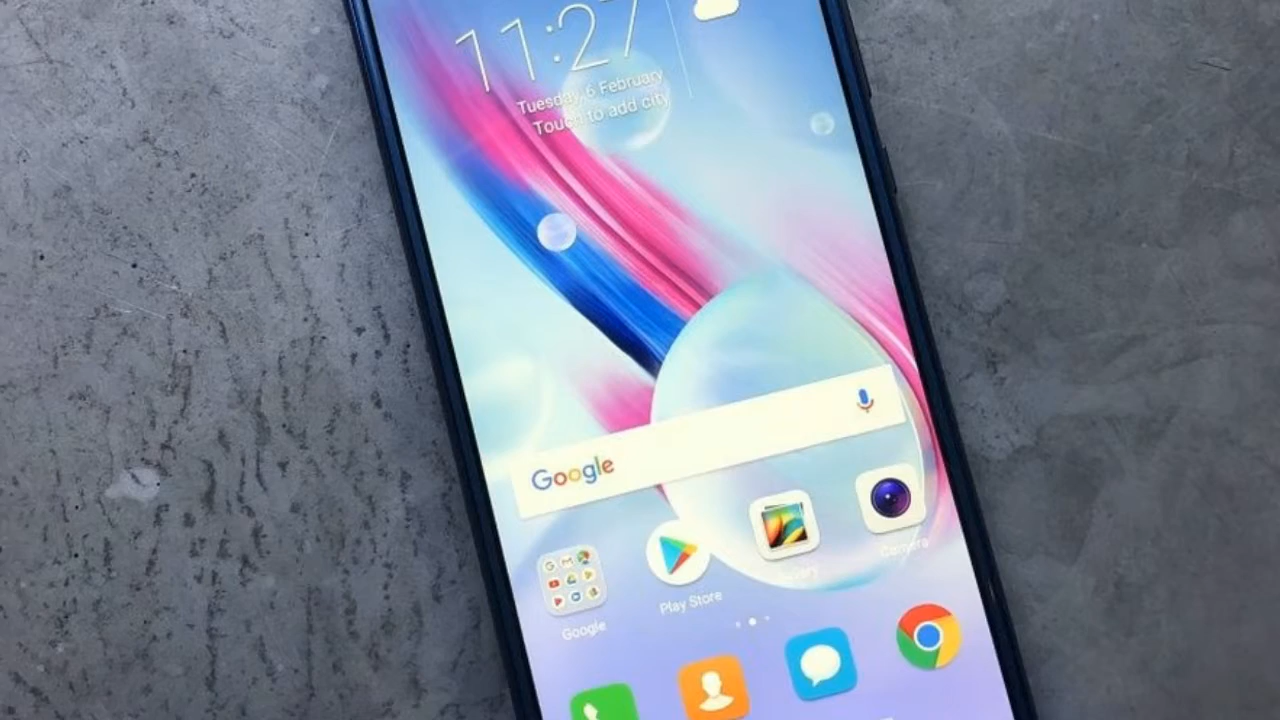 11:27
Tuesday, 6 February
Touch to add city
Google
Camera
Play Store
Google